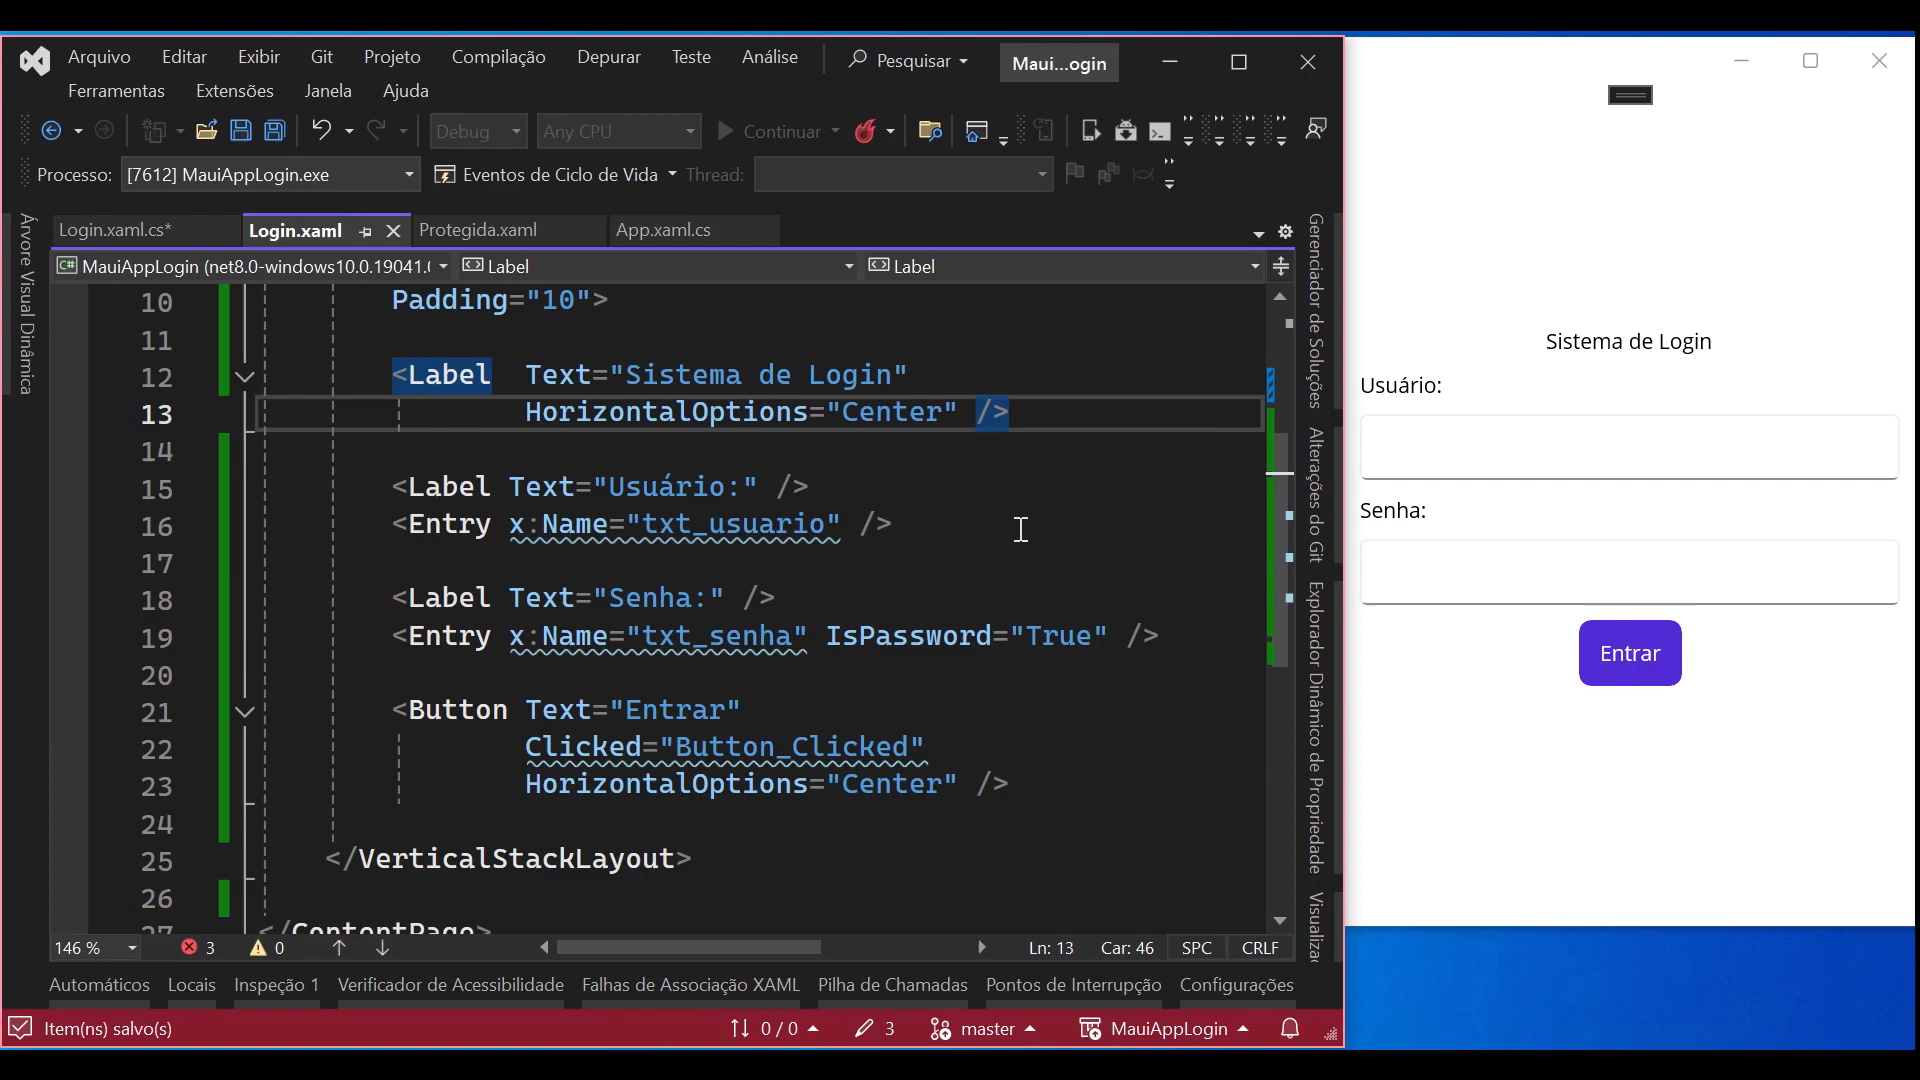 Arquivo Editar Exibir Git Projeto Compilação Depurar Teste Análise Pesquisar Maui...ogin
Ferramentas Extensões Janela Ajuda
Debug Any CPU Continuar
Processo: [7612] MauiAppLogin.exe Eventos de Ciclo de Vida Thread:
Árvore Visual Dinâmica
Login.xaml.cs* Login.xaml Protegida.xaml App.xaml.cs
MauiAppLogin (net8.0-windows10.0.19041.( Label Label
10 Padding="10">
11
12 <Label Text="Sistema de Login"
13 HorizontalOptions="Center" />
14
15 <Label Text="Usuário:" />
16 <Entry x:Name="txt_usuario" />
17
18 <Label Text="Senha:" />
19 <Entry x:Name="txt_senha" IsPassword="True" />
20
21 <Button Text="Entrar"
22 Clicked="Button_Clicked"
23 HorizontalOptions="Center" />
24
25 </VerticalStackLayout>
26
27 </ContentPage>
146 % 3 0 Ln: 13 Car: 46 SPC CRLF
Automáticos Locais Inspeção 1 Verificador de Acessibilidade Falhas de Associação XAML Pilha de Chamadas Pontos de Interrupção Configurações
Item(ns) salvo(s) 0 / 0 3 master MauiAppLogin
Gerenciador de Soluções
Alterações do Git
Explorador Dinâmico de Propriedade
Visualiza
Sistema de Login
Usuário:
Senha:
Entrar